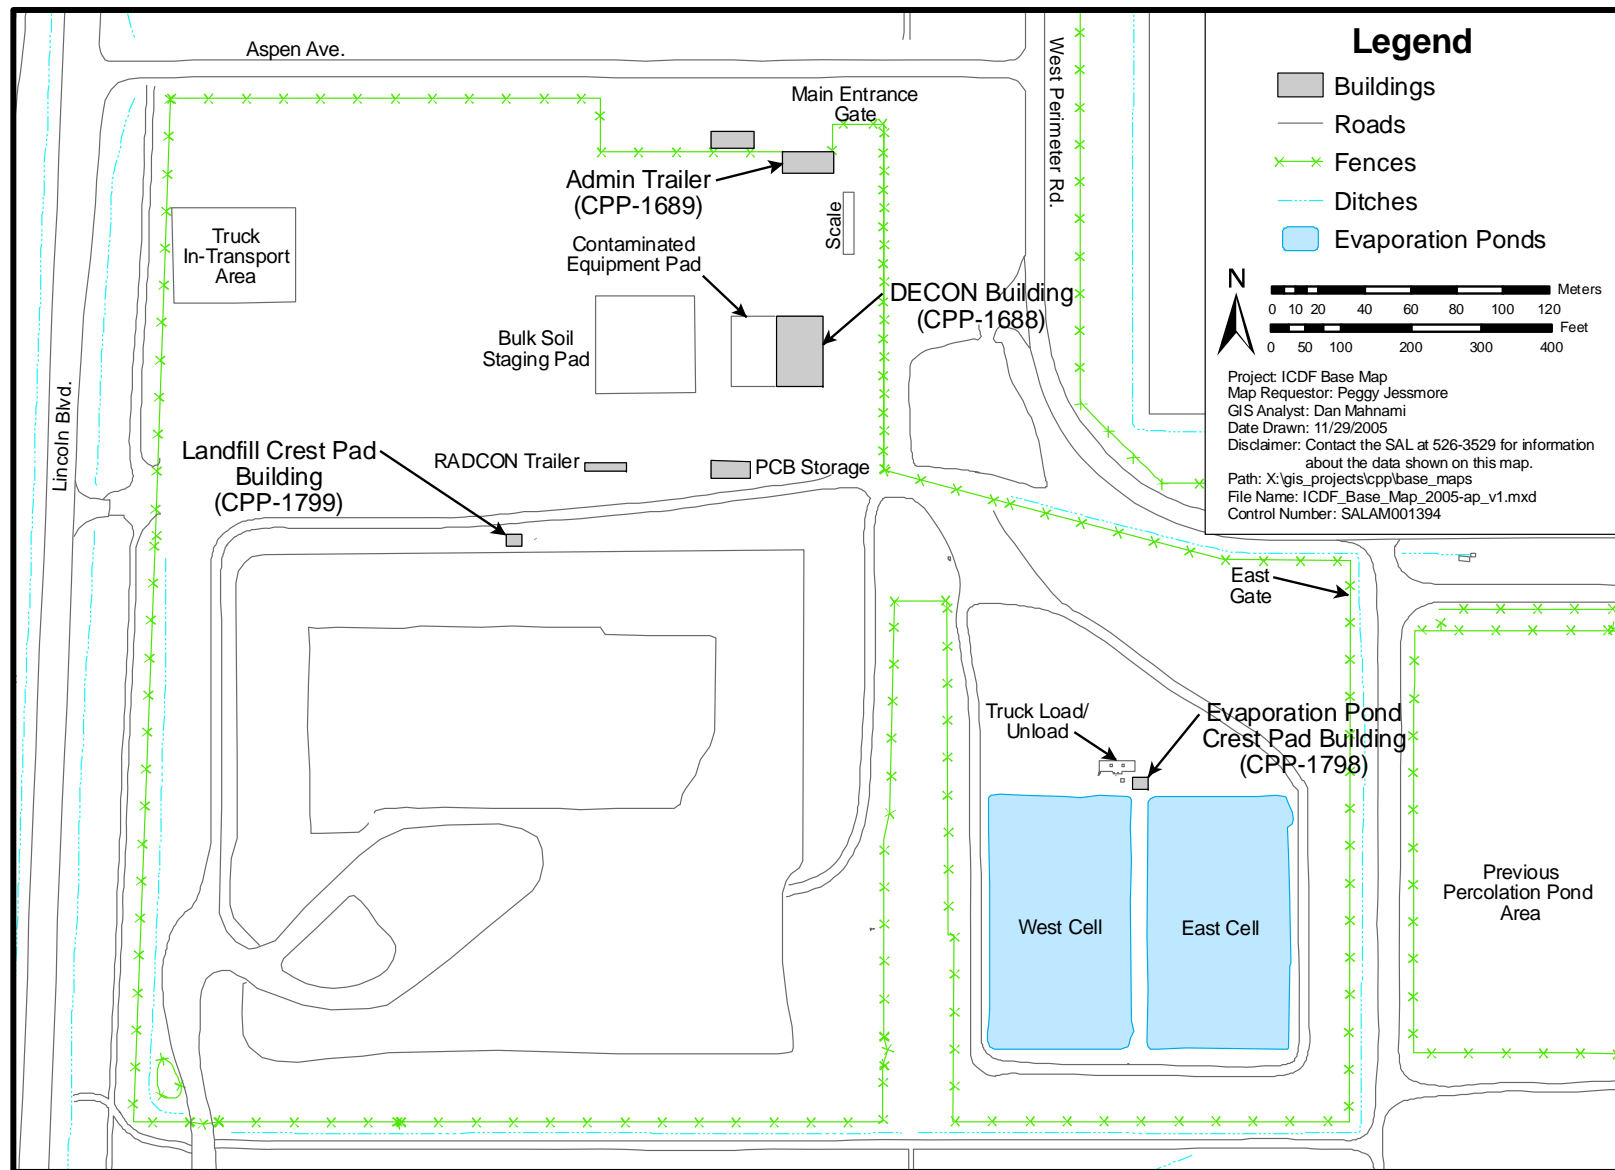 Aspen Ave.
Main Entrance
Gate
West Perimeter Rd.
Admin Trailer
(CPP-1689)
Scale
Truck
In-Transport
Area
Contaminated
Equipment Pad
DECON Building
(CPP-1688)
Bulk Soil
Staging Pad
Lincoln Blvd.
Landfill Crest Pad
Building
(CPP-1799)
RADCON Trailer
PCB Storage
East
Gate
Truck Load/
Unload
Evaporation Pond
Crest Pad Building
(CPP-1798)
West Cell
East Cell
Previous
Percolation Pond
Area
Legend
Buildings
Roads
Fences
Ditches
Evaporation Ponds
N
Meters
0 10 20 40 60 80 100 120
Feet
0 50 100 200 300 400
Project: ICDF Base Map
Map Requestor: Peggy Jessmore
GIS Analyst: Dan Mahnami
Date Drawn: 11/29/2005
Disclaimer: Contact the SAL at 526-3529 for information
about the data shown on this map.
Path: X:\gis_projects\cpp\base_maps
File Name: ICDF_Base_Map_2005-ap_v1.mxd
Control Number: SALAM001394